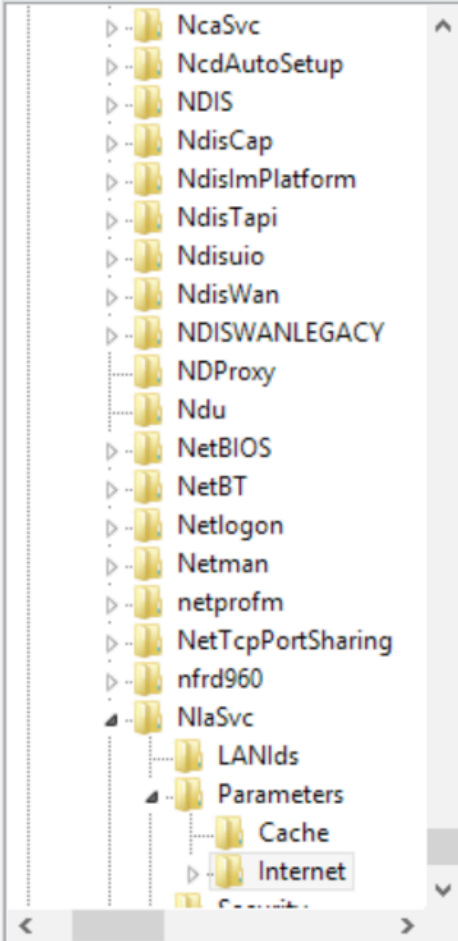 NcaSvc
NcdAutoSetup
NDIS
NdisCap
NdisImPlatform
NdisTapi
Ndisuio
NdisWan
NDISWANLEGACY
NDProxy
Ndu
NetBIOS
NetBT
Netlogon
Netman
netprofm
NetTcpPortSharing
nfrd960
NlaSvc
LANIds
Parameters
Cache
Internet
Security